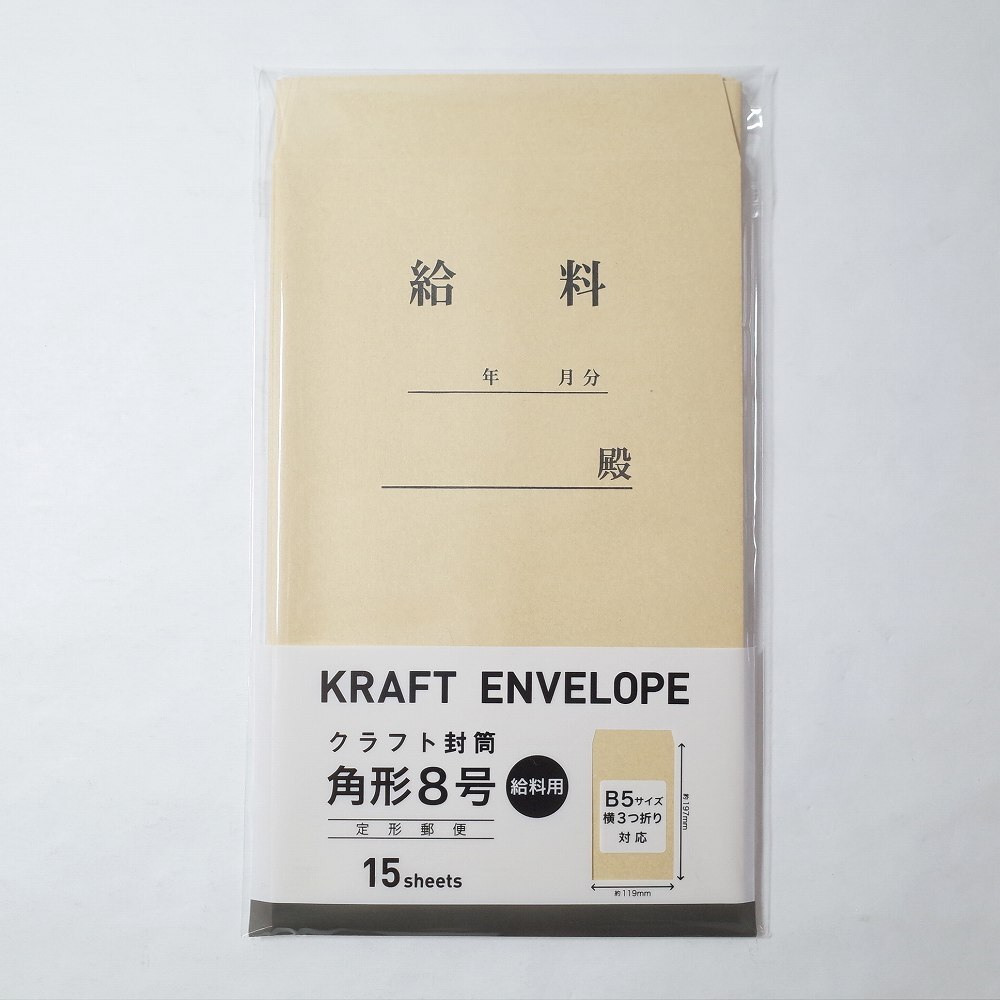 給 料
年 月分
殿
KRAFT ENVELOPE
クラフト封筒
角形8号
給料用
定形郵便
15sheets
B5サイズ
横3つ折り
対応
約197mm
約119mm